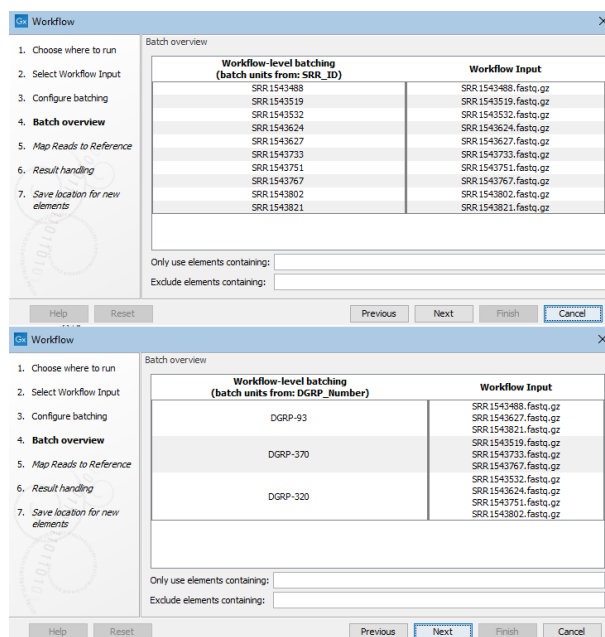 Gx Workflow
Batch overview
1. Choose where to run
2. Select Workflow Input
3. Configure batching
4. Batch overview
5. Map Reads to Reference
6. Result handling
7. Save location for new
elements
Workflow-level batching
(batch units from: SRR_ID)
Workflow Input
SRR1543488 SRR1543488.fastq.gz
SRR1543519 SRR1543519.fastq.gz
SRR1543532 SRR1543532.fastq.gz
SRR1543624 SRR1543624.fastq.gz
SRR1543627 SRR1543627.fastq.gz
SRR1543733 SRR1543733.fastq.gz
SRR1543751 SRR1543751.fastq.gz
SRR1543767 SRR1543767.fastq.gz
SRR1543802 SRR1543802.fastq.gz
SRR1543821 SRR1543821.fastq.gz
Only use elements containing:
Exclude elements containing:
Help Reset Previous Next Finish Cancel
Gx Workflow
Batch overview
1. Choose where to run
2. Select Workflow Input
3. Configure batching
4. Batch overview
5. Map Reads to Reference
6. Result handling
7. Save location for new
elements
Workflow-level batching
(batch units from: DGRP_Number)
Workflow Input
DGRP-93
SRR1543488.fastq.gz
SRR1543627.fastq.gz
SRR1543821.fastq.gz
DGRP-370
SRR1543519.fastq.gz
SRR1543733.fastq.gz
SRR1543767.fastq.gz
DGRP-320
SRR1543532.fastq.gz
SRR1543624.fastq.gz
SRR1543751.fastq.gz
SRR1543802.fastq.gz
Only use elements containing:
Exclude elements containing:
Help Reset Previous Next Finish Cancel